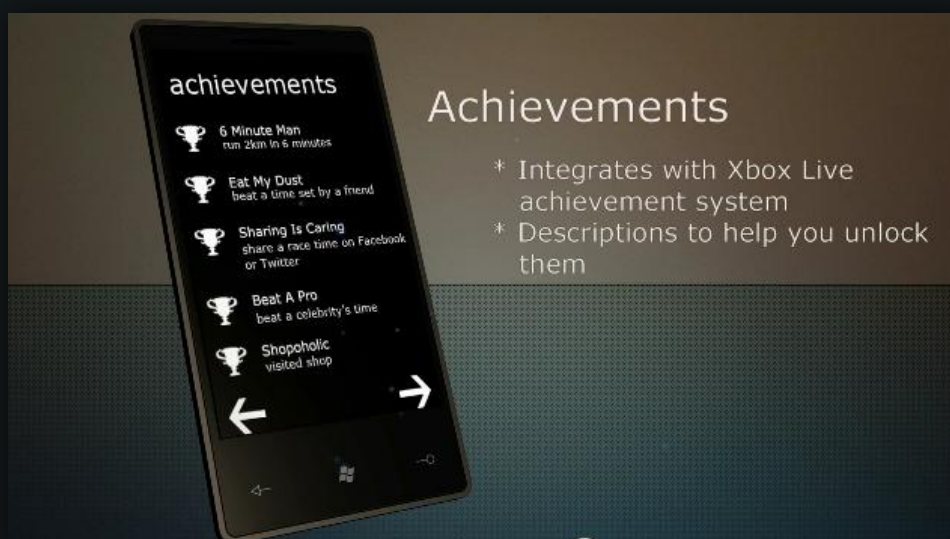 achievements
6 Minute Man
run 2km in 6 minutes
Eat My Dust
beat a time set by a friend
Sharing Is Caring
share a race time on Facebook
or Twitter
Beat A Pro
beat a celebrity's time
Shopoholic
visited shop
Achievements
* Integrates with Xbox Live
achievement system
* Descriptions to help you unlock
them